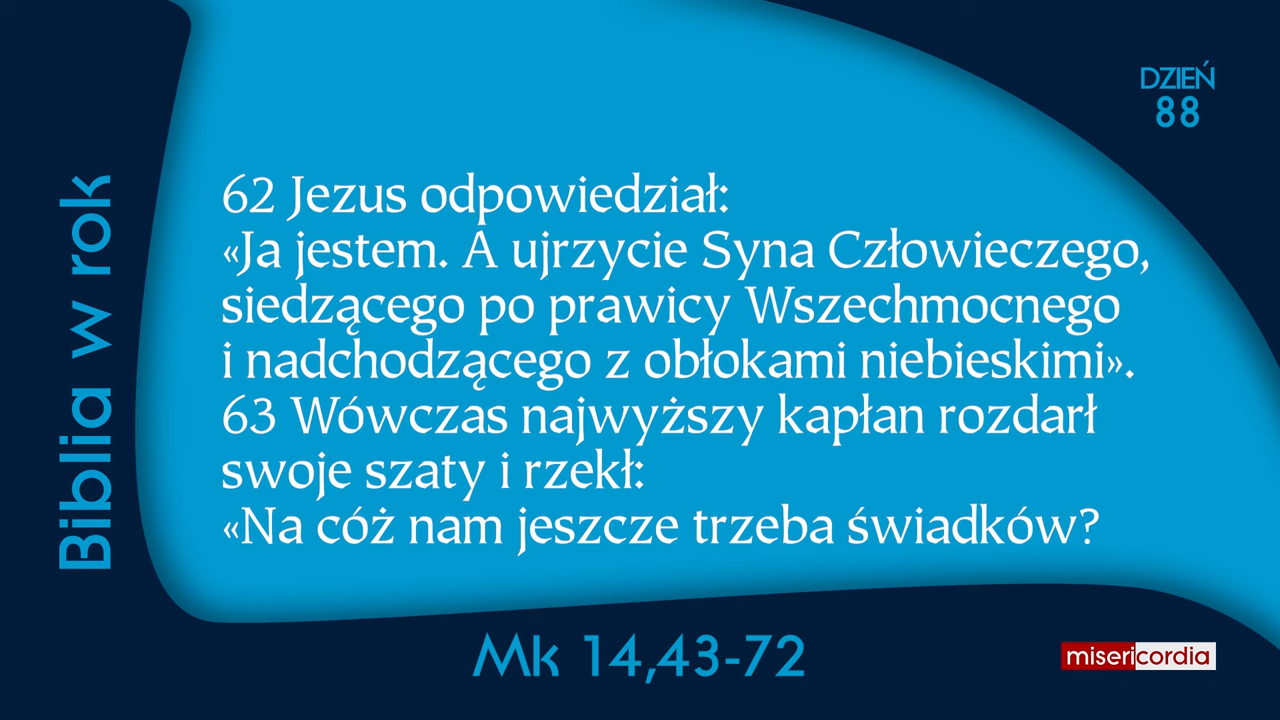 DZIEŃ
88
Biblia w rok
62 Jezus odpowiedział:
«Ja jestem. A ujrzycie Syna Człowieczego,
siedzącego po prawicy Wszechmocnego
i nadchodzącego z obłokami niebieskimi».
63 Wówczas najwyższy kapłan rozdarł
swoje szaty i rzekł:
«Na cóż nam jeszcze trzeba świadków?
Mk 14,43-72
misericordia